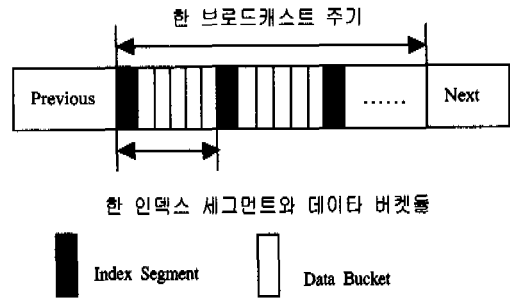 한 브로드캐스트 주기
Previous
......
Next
한 인덱스 세그먼트와 데이타 버켓들
Index Segment
Data Bucket